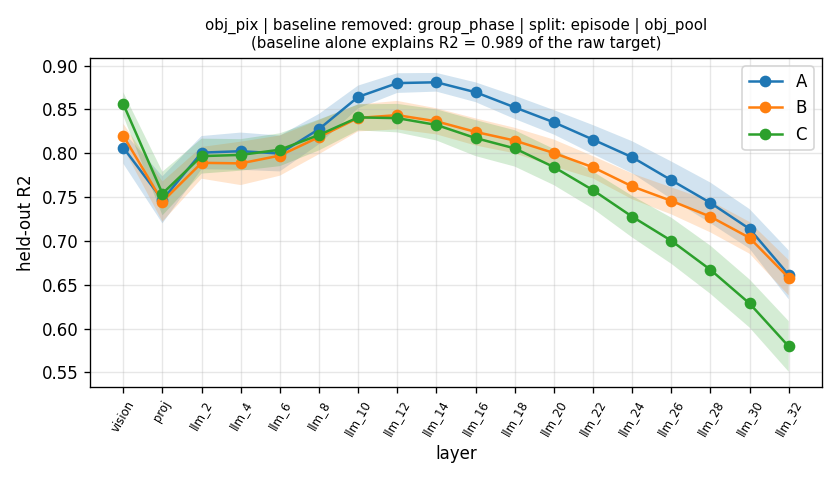 obj_pix | baseline removed: group_phase | split: episode | obj_pool
(baseline alone explains R2 = 0.989 of the raw target)
A
B
C
held-out R2
0.90
0.85
0.80
0.75
0.70
0.65
0.60
0.55
vision
proj
llm_2
llm_4
llm_6
llm_8
llm_10
llm_12
llm_14
llm_16
llm_18
llm_20
llm_22
llm_24
llm_26
llm_28
llm_30
llm_32
layer